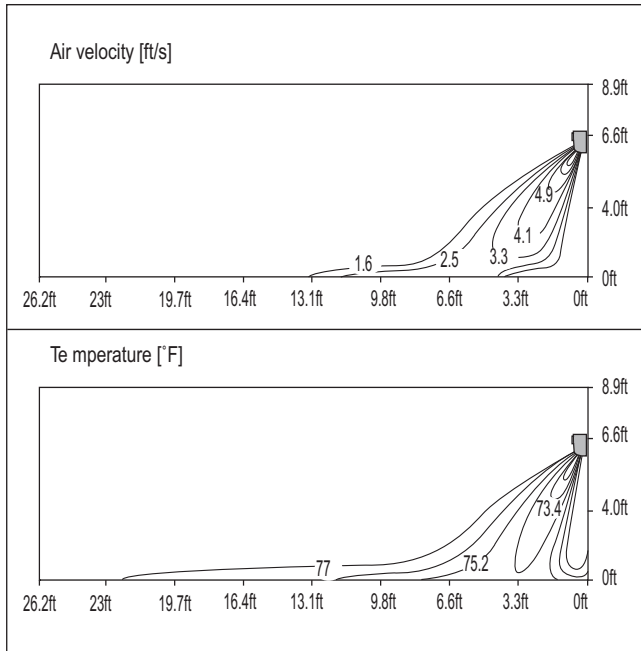 Air velocity [ft/s]
8.9ft
6.6ft
4.9
4.0ft
4.1
3.3
2.5
1.6
0ft
26.2ft 23ft 19.7ft 16.4ft 13.1ft 9.8ft 6.6ft 3.3ft 0ft
Te mperature [˚F]
8.9ft
6.6ft
73.4
4.0ft
75.2
77
0ft
26.2ft 23ft 19.7ft 16.4ft 13.1ft 9.8ft 6.6ft 3.3ft 0ft